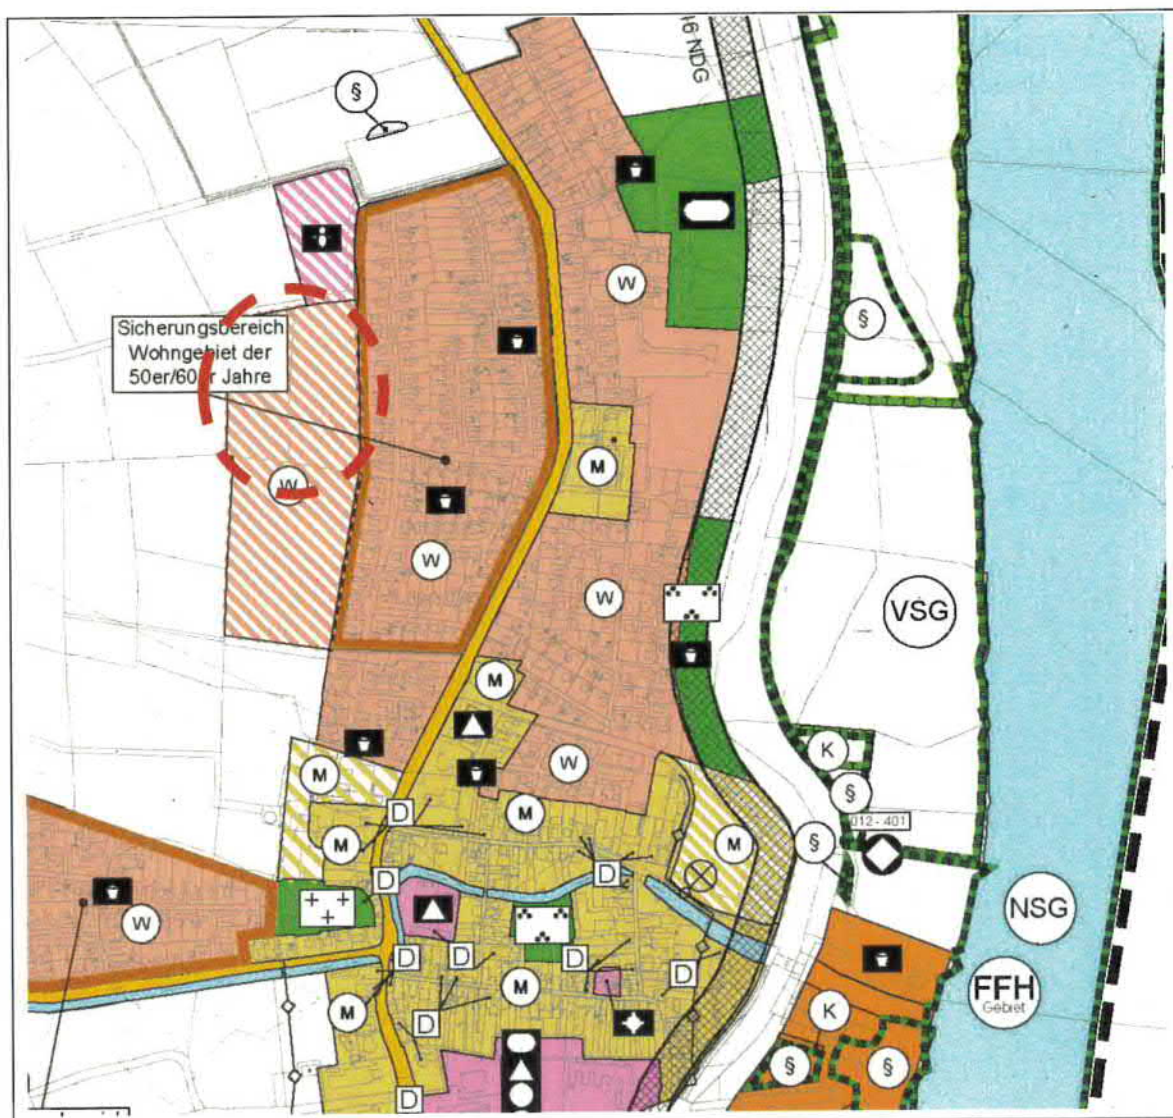 16 NDG
§
W
Sicherungsbereich
Wohngebiet der
50er/60er Jahre
§
M
W
W
W
VSG
M
W
K
M
M
§
012 - 401
D
M
M
§
D
D
W
NSG
D
D
D
D
M
FFH
Gebiet
M
D
K
§
§
D